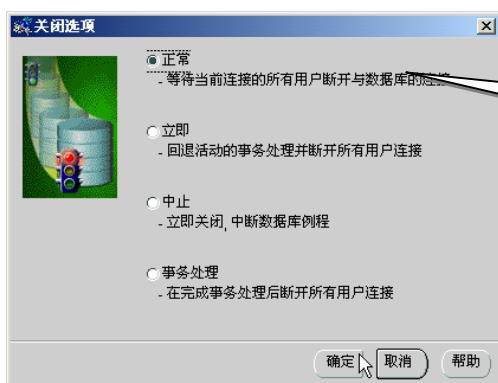 关闭选项
正常
- 等待当前连接的所有用户断开与数据库的连接
立即
- 回退活动的事务处理并断开所有用户连接
中止
- 立即关闭, 中断数据库例程
事务处理
- 在完成事务处理后断开所有用户连接
确定
取消
帮助